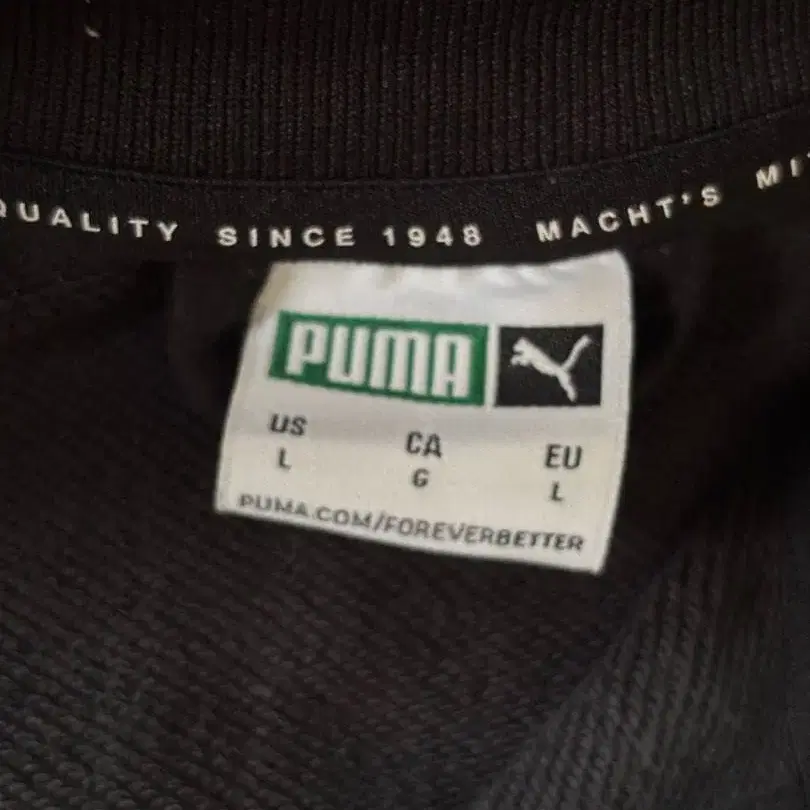 QUALITY SINCE 1948 MACHT'S
PUMA
US CA EU
L G L
PUMA.COM/FOREVERBETTER